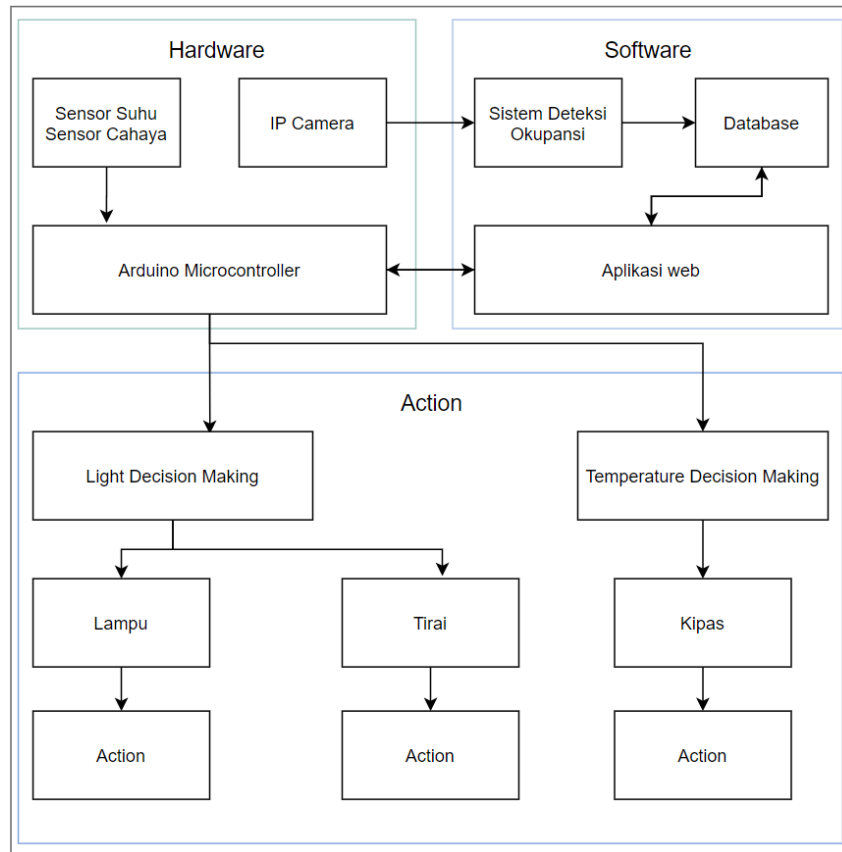 Hardware
Software
Sensor Suhu
Sensor Cahaya
IP Camera
Sistem Deteksi
Okupansi
Database
Arduino Microcontroller
Aplikasi web
Action
Light Decision Making
Temperature Decision Making
Lampu
Tirai
Kipas
Action
Action
Action